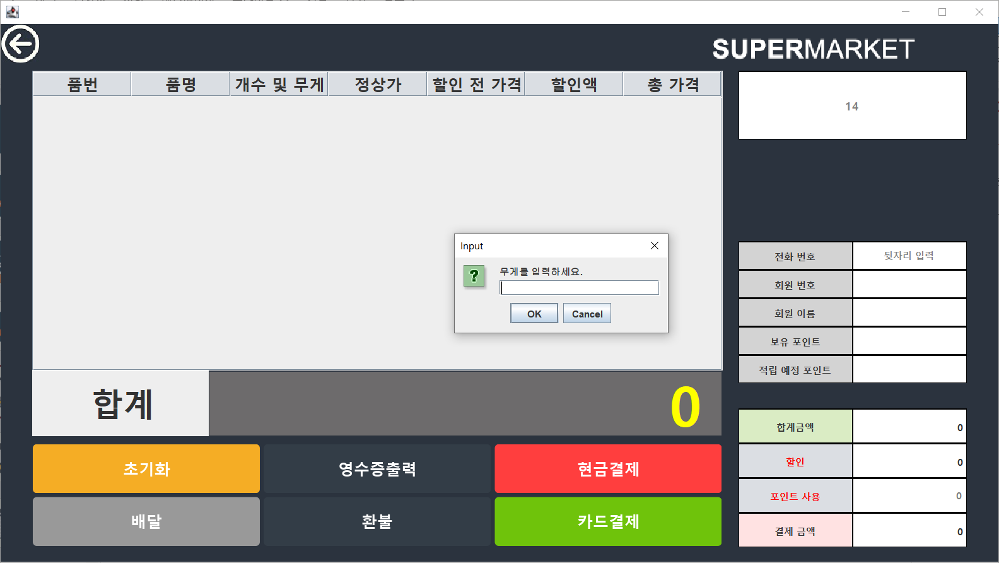 SUPERMARKET
품번 품명 개수 및 무게 정상가 할인 전 가격 할인액 총 가격
14
Input
?
무게를 입력하세요.
OK Cancel
전화 번호 뒷자리 입력
회원 번호
회원 이름
보유 포인트
적립 예정 포인트
합계 0
합계금액 0
할인 0
포인트 사용 0
결제 금액 0
초기화 영수증출력 현금결제
배달 환불 카드결제